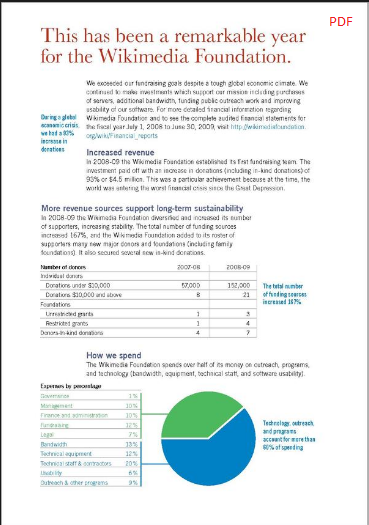 PDF
This has been a remarkable year
for the Wikimedia Foundation.
We exceeded our fundraising goals despite a tough global economic climate. We
continued to make investments which support our mission including purchases
of servers, additional bandwidth, funding public outreach work and improving
usability of our software. For more detailed financial information regarding
Wikimedia Foundation and to see the complete audited financial statements for
the fiscal year July 1, 2008 to June 30, 2009, visit http://wikimediafoundation.
org/wiki/Financial_reports
During a global
economic crisis,
we had a 93%
increase in
donations
Increased revenue
In 2008-09 the Wikimedia Foundation established its first fundraising team. The
investment paid off with an increase in donations (including in-kind donations) of
93% or $4.5 million. This was a particular achievement because at the time, the
world was entering the worst financial crisis since the Great Depression.
More revenue sources support long-term sustainability
In 2008-09 the Wikimedia Foundation diversified and increased its number
of supporters, increasing stability. The total number of funding sources
increased 167%, and the Wikimedia Foundation added to its roster of
supporters many new major donors and foundations (including family
foundations). It also secured several new in-kind donations.
Number of donors 2007-08 2008-09
Individual donors
Donations under $10,000 57,000 152,000
Donations $10,000 and above 8 21
Foundations
Unrestricted grants 1 3
Restricted grants 1 4
Donors-in-kind donations 4 7
The total number
of funding sources
increased 167%
How we spend
The Wikimedia Foundation spends over half of its money on outreach, programs,
and technology (bandwidth, equipment, technical staff, and software usability).
Expenses by percentage
Governance 1%
Management 10%
Finance and administration 10%
Fundraising 12%
Legal 7%
Bandwidth 13%
Technical equipment 12%
Technical staff & contractors 20%
Usability 6%
Outreach & other programs 9%
Technology, outreach,
and programs
account for more than
60% of spending